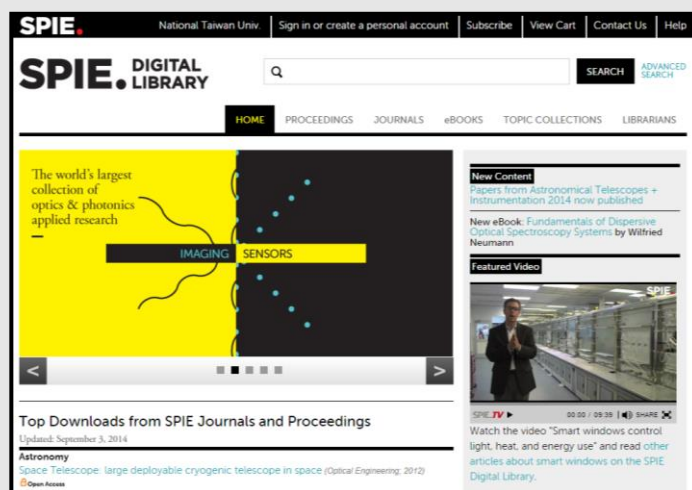 SPIE.
National Taiwan Univ.
Sign in or create a personal account
Subscribe
View Cart
Contact Us
Help
SPIE. DIGITAL
LIBRARY
SEARCH
ADVANCED
SEARCH
HOME
PROCEEDINGS
JOURNALS
eBOOKS
TOPIC COLLECTIONS
LIBRARIANS
The world's largest
collection of
optics & photonics
applied research
IMAGING
SENSORS
<
>
Top Downloads from SPIE Journals and Proceedings
Updated: September 3, 2014
Astronomy
Space Telescope: large deployable cryogenic telescope in space (Optical Engineering; 2012)
Open Access
New Content
Papers from Astronomical Telescopes +
Instrumentation 2014 now published
New eBook: Fundamentals of Dispersive
Optical Spectroscopy Systems by Wilfried
Neumann
Featured Video
SPIE
SPIE.TV
00:00 / 09:39
SHARE
Watch the video "Smart windows control
light, heat, and energy use" and read other
articles about smart windows on the SPIE
Digital Library.